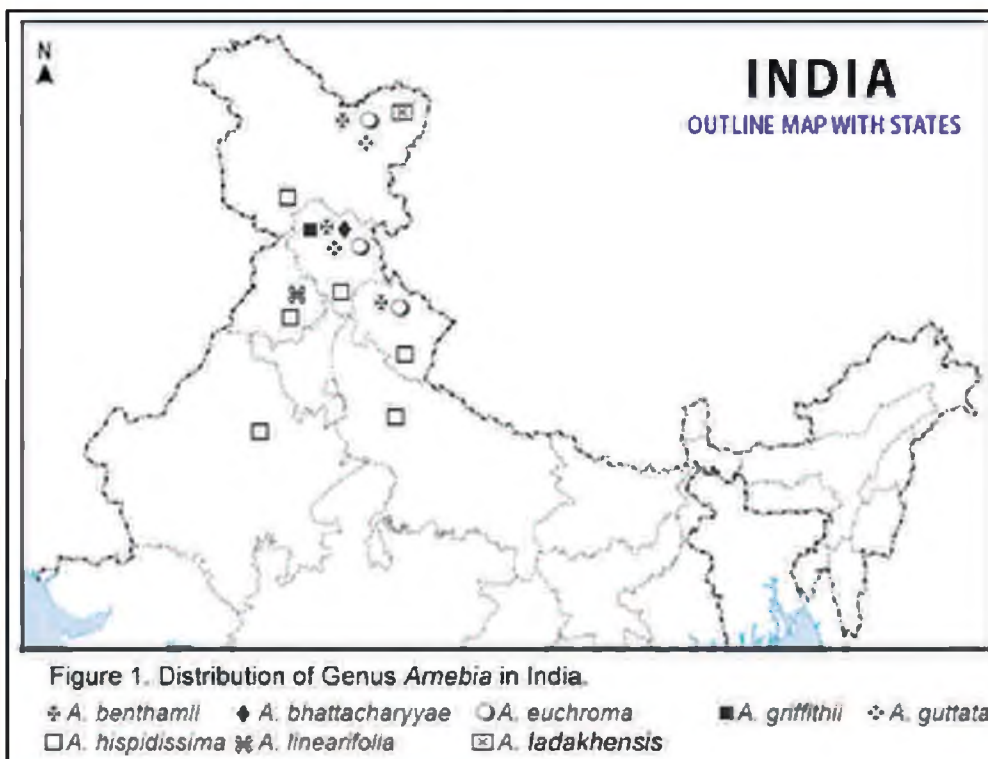 N
INDIA
OUTLINE MAP WITH STATES
Figure 1. Distribution of Genus Arnebia in India.
A. benthamii A. bhattacharyyae A. euchroma A. griffithii A. guttata
A. hispidissima A. linearifolia A. ladakhensis